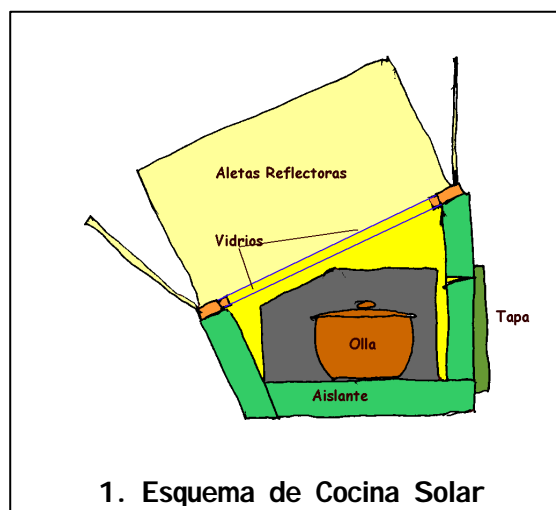 Aletas Reflectoras
Vidrios
Tapa
Olla
Aislante
1. Esquema de Cocina Solar